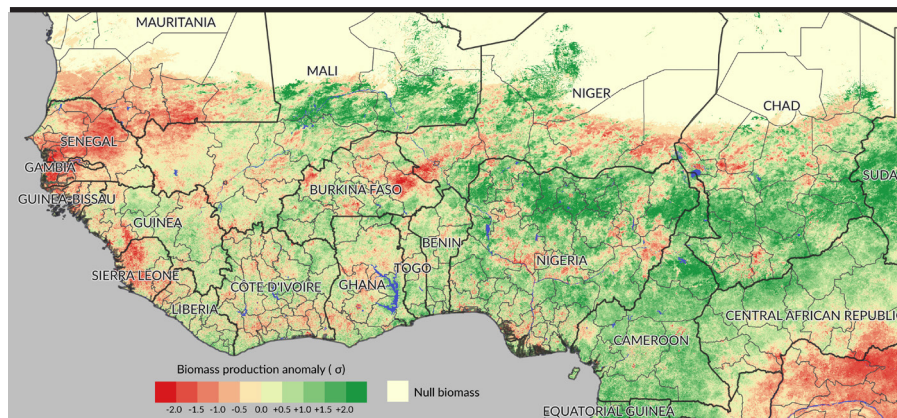 MAURITANIA
MALI
NIGER
CHAD
SENEGAL
SUDA
GAMBIA
BURKINA FASO
GUINEA-BISSAU
GUINEA
BENIN
NIGERIA
SIERRA LEONE
CÔTE D'IVOIRE
GHANA
TOGO
LIBERIA
CENTRAL AFRICAN REPUBLIC
CAMEROON
Biomass production anomaly ( σ)
Null biomass
-2.0 -1.5 -1.0 -0.5 0.0 +0.5 +1.0 +1.5 +2.0
EQUATORIAL GUINEA